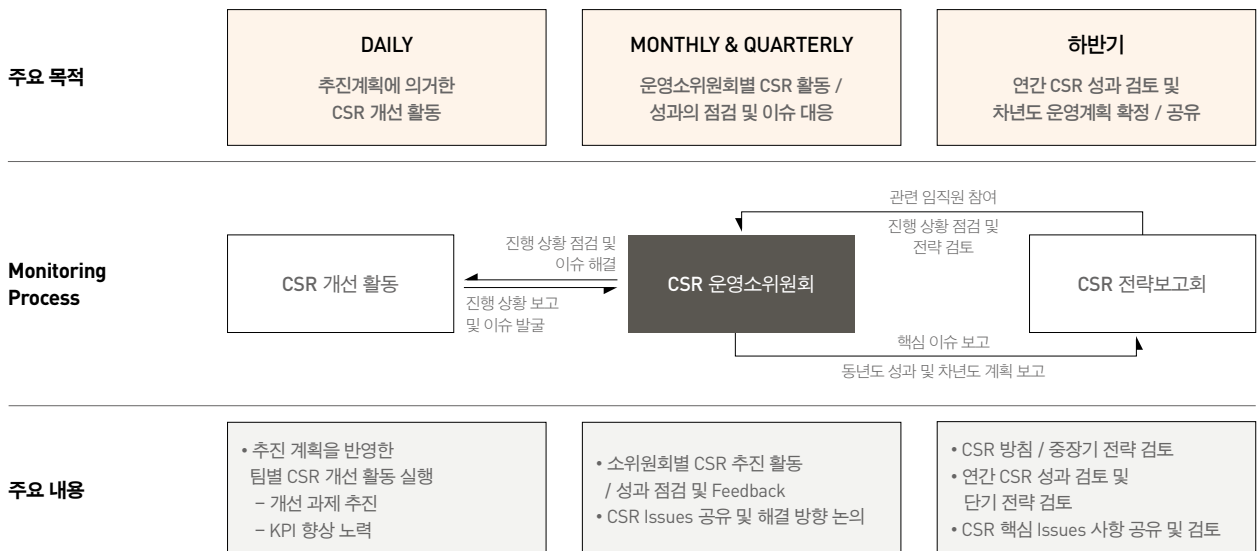 주요 목적
DAILY
추진계획에 의거한
CSR 개선 활동
MONTHLY & QUARTERLY
운영소위원회별 CSR 활동 /
성과의 점검 및 이슈 대응
하반기
연간 CSR 성과 검토 및
차년도 운영계획 확정 / 공유
Monitoring
Process
CSR 개선 활동
진행 상황 점검 및
이슈 해결
진행 상황 보고
및 이슈 발굴
CSR 운영소위원회
관련 임직원 참여
진행 상황 점검 및
전략 검토
핵심 이슈 보고
동년도 성과 및 차년도 계획 보고
CSR 전략보고회
주요 내용
• 추진 계획을 반영한
팀별 CSR 개선 활동 실행
– 개선 과제 추진
– KPI 향상 노력
• 소위원회별 CSR 추진 활동
/ 성과 점검 및 Feedback
• CSR Issues 공유 및 해결 방향 논의
• CSR 방침 / 중장기 전략 검토
• 연간 CSR 성과 검토 및
단기 전략 검토
• CSR 핵심 Issues 사항 공유 및 검토